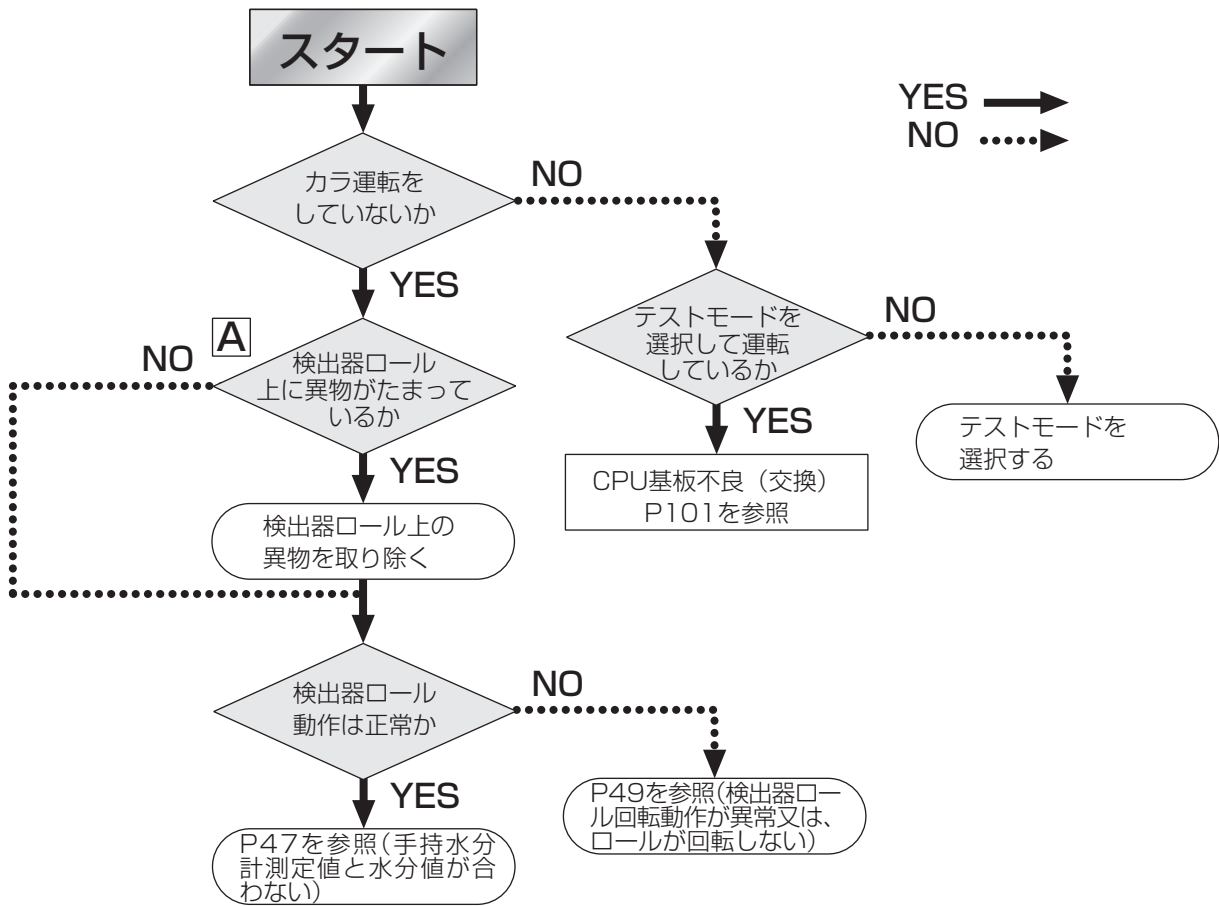 スタート
YES
NO
カラ運転を
していないか
NO
YES
テストモードを
選択して運転
しているか
NO
A
NO
検出器ロール
上に異物がたまって
いるか
YES
テストモードを
選択する
YES
CPU基板不良（交換）
P101を参照
検出器ロール上の
異物を取り除く
検出器ロール
動作は正常か
NO
YES
P49を参照（検出器ロー
ル回転動作が異常又は、
ロールが回転しない）
P47を参照（手持水分
計測定値と水分値が合
わない）